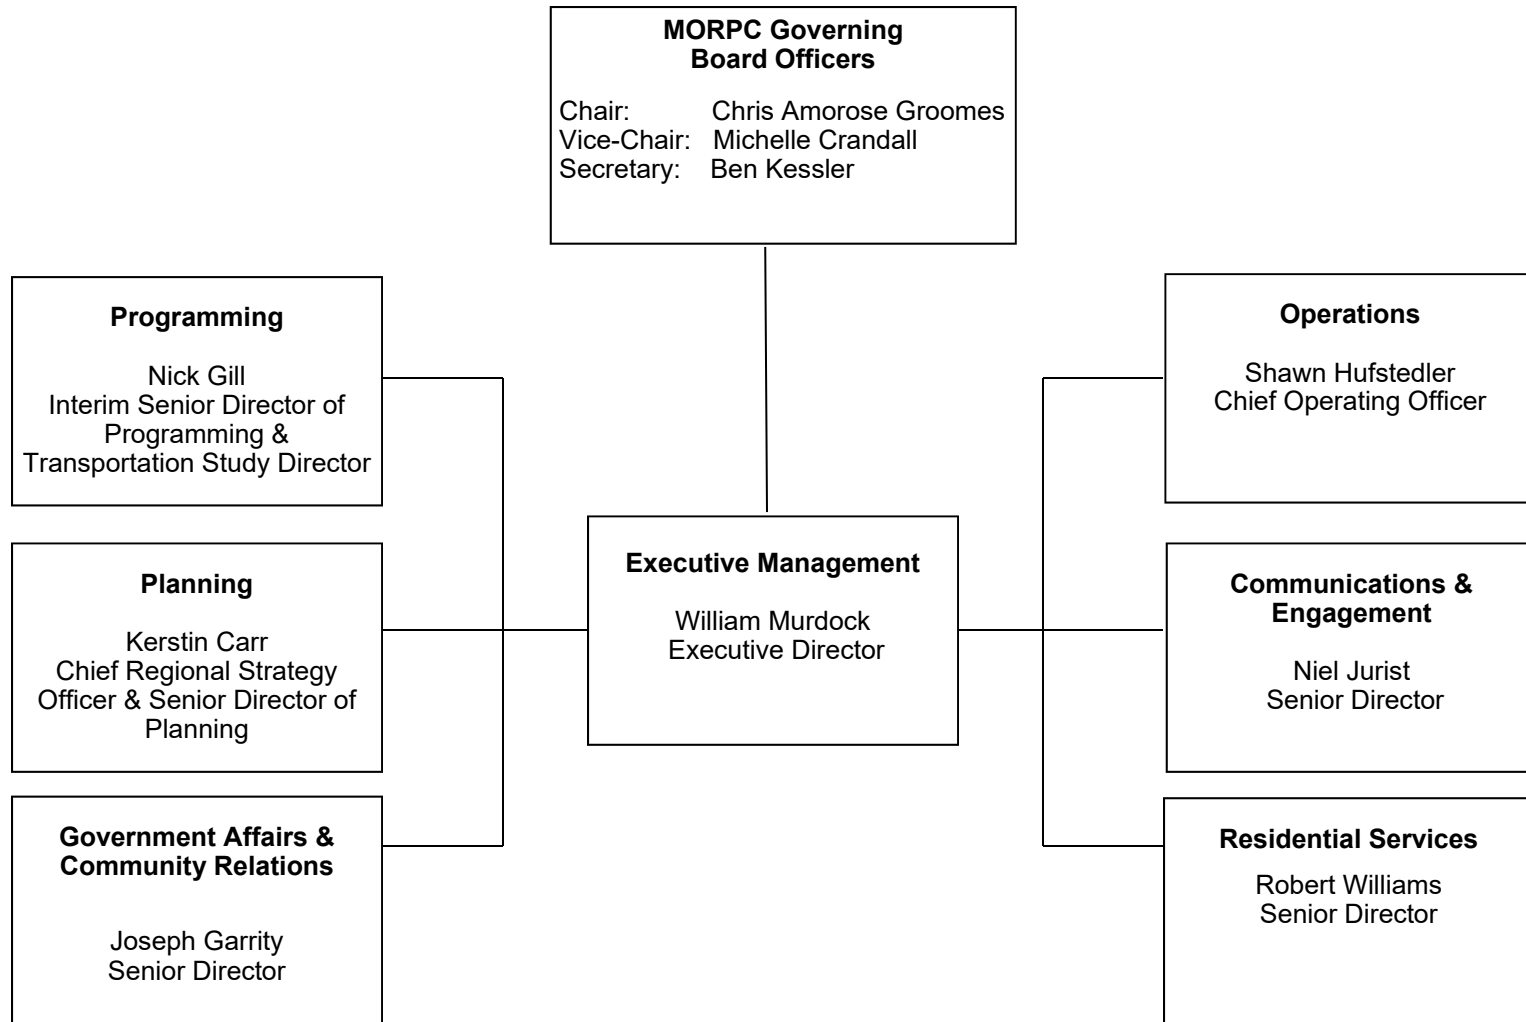 MORPC Governing
Board Officers
Chair: Chris Amorose Groomes
Vice-Chair: Michelle Crandall
Secretary: Ben Kessler
Programming
Nick Gill
Interim Senior Director of
Programming &
Transportation Study Director
Operations
Shawn Hufstedler
Chief Operating Officer
Planning
Kerstin Carr
Chief Regional Strategy
Officer & Senior Director of
Planning
Executive Management
William Murdock
Executive Director
Communications &
Engagement
Niel Jurist
Senior Director
Government Affairs &
Community Relations
Joseph Garrity
Senior Director
Residential Services
Robert Williams
Senior Director